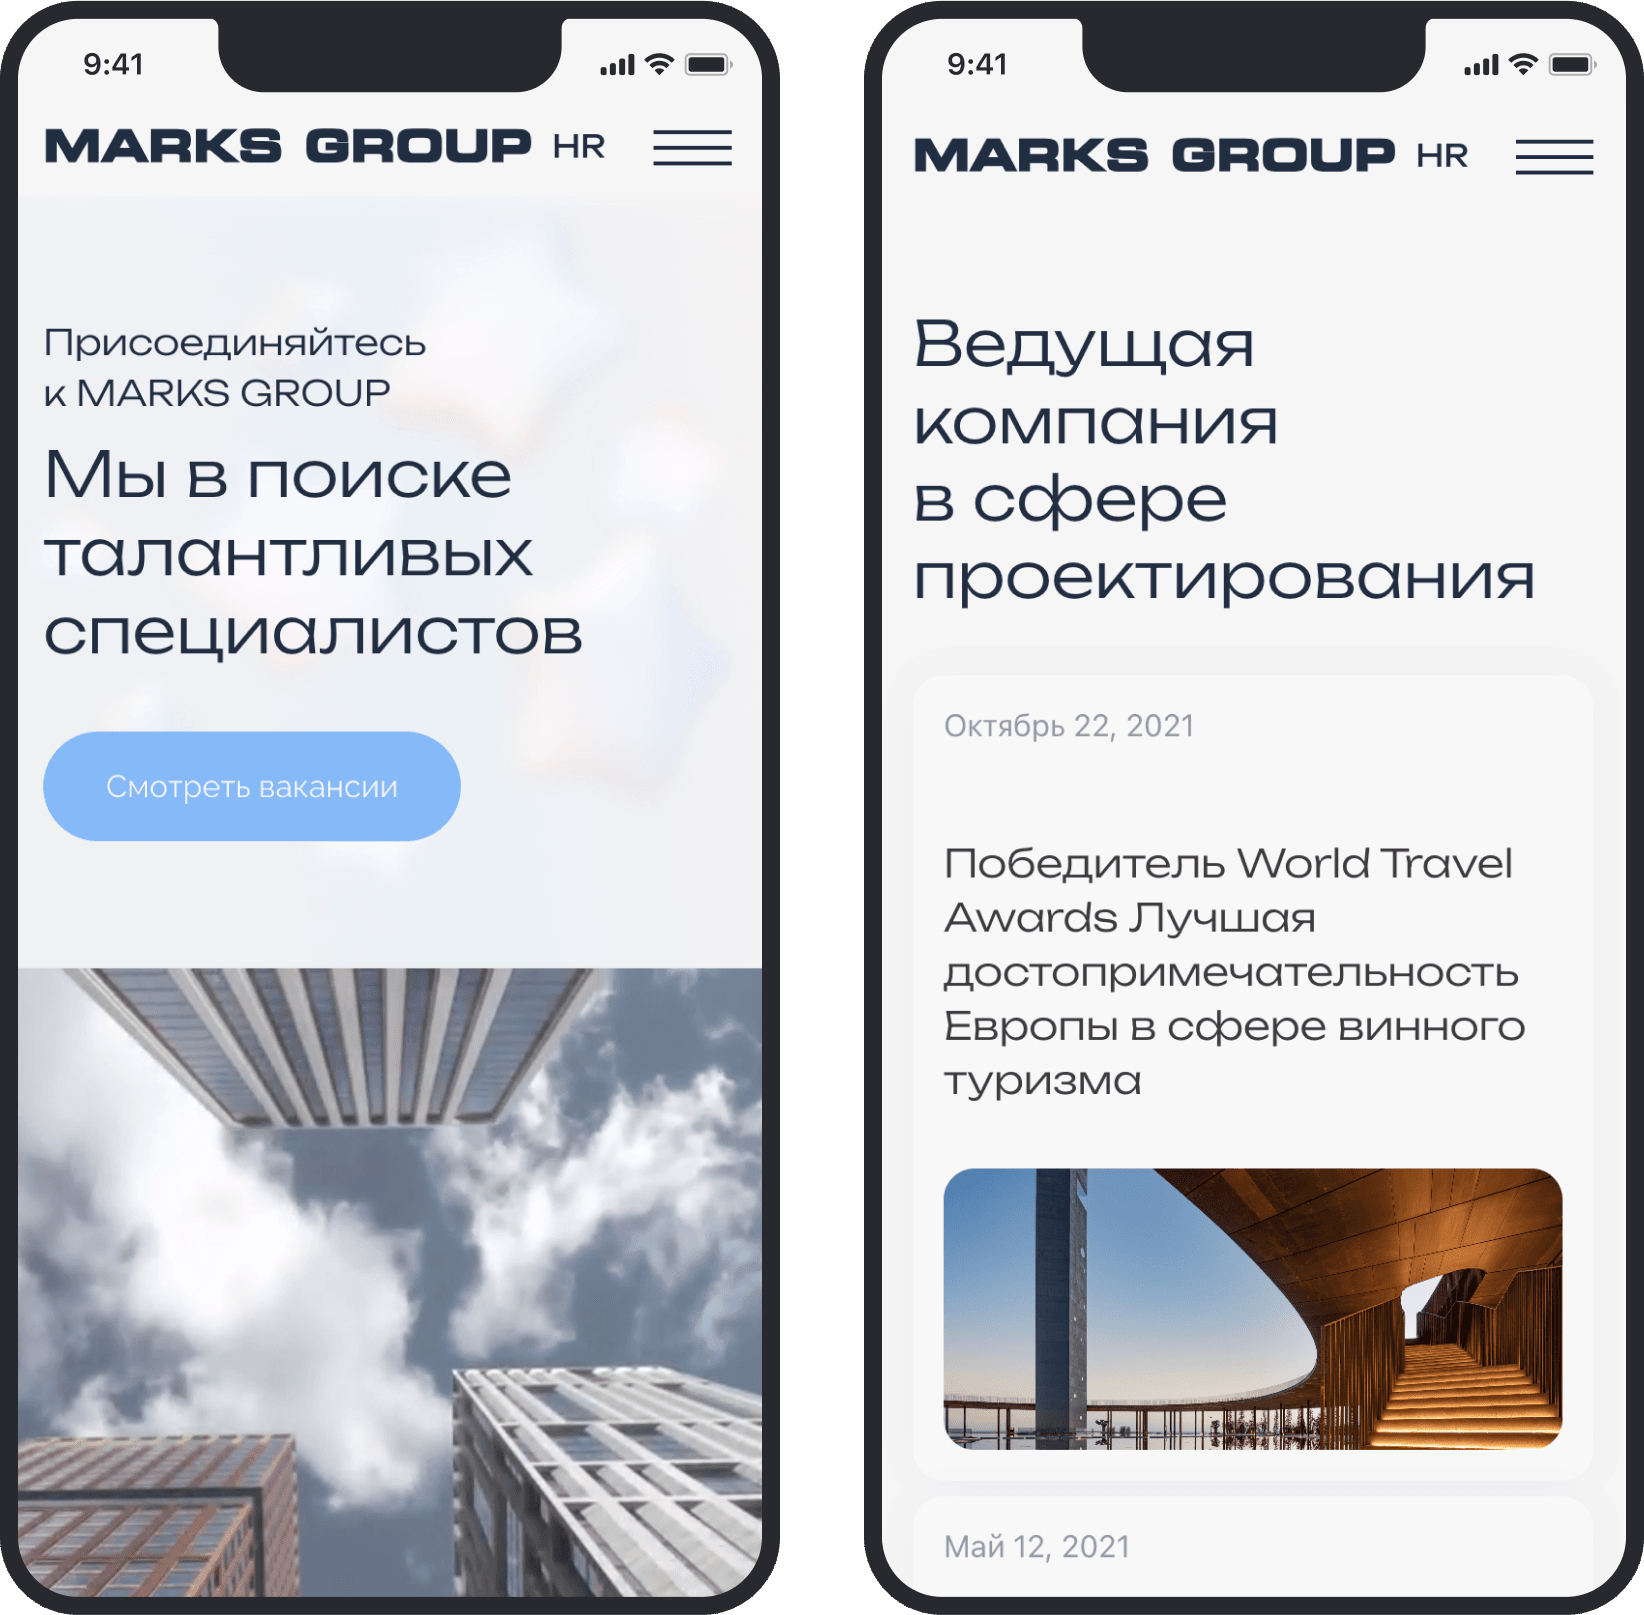 9:41
MARKS GROUP HR
Присоединяйтесь
к MARKS GROUP
Мы в поиске
талантливых
специалистов
Смотреть вакансии
9:41
MARKS GROUP HR
Ведущая
компания
в сфере
проектирования
Октябрь 22, 2021
Победитель World Travel
Awards Лучшая
достопримечательность
Европы в сфере винного
туризма
Май 12, 2021